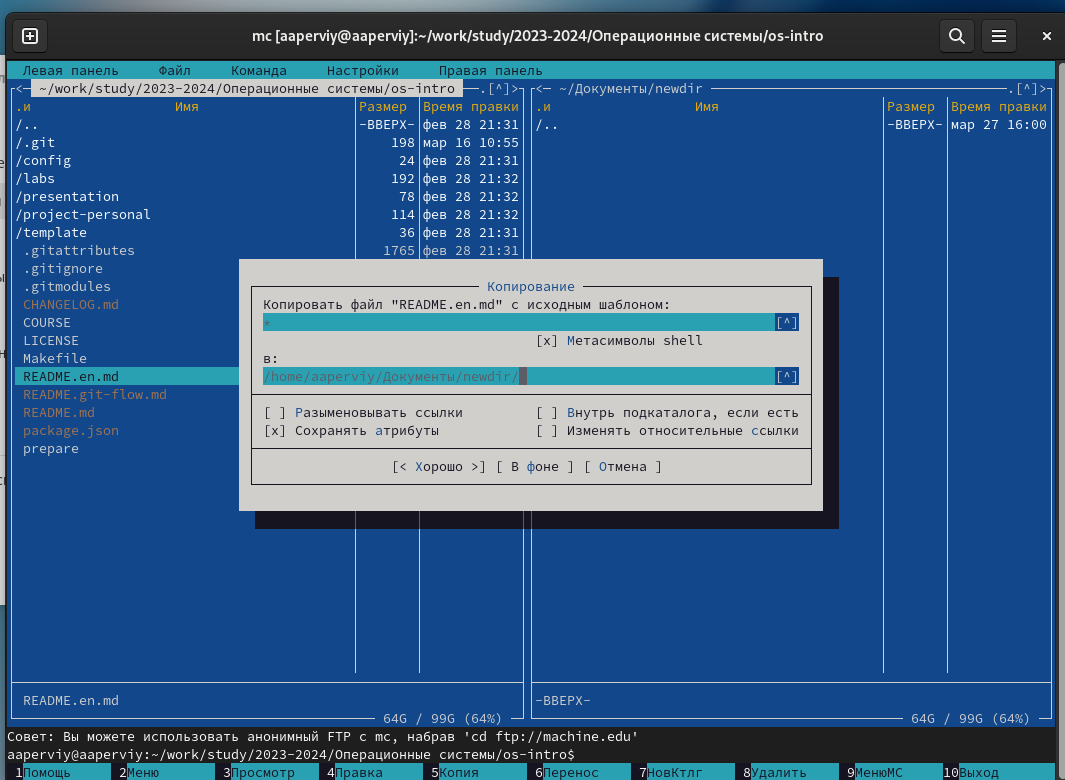 mc [aaperviy@aaperviy]:~/work/study/2023-2024/Операционные системы/os-intro
Левая панель Файл Команда Настройки Правая панель
<— ~/work/study/2023-2024/Операционные системы/os-intro —.[^]> <— ~/Документы/newdir —.[^]>
.и Имя Размер Время правки .и Имя Размер Время правки
/.. -ВВЕРХ- фев 28 21:31 /.. -ВВЕРХ- мар 27 16:00
/.git 198 мар 16 10:55
/config 24 фев 28 21:31
/labs 192 фев 28 21:32
/presentation 78 фев 28 21:32
/project-personal 114 фев 28 21:32
/template 36 фев 28 21:31
.gitattributes 1765 фев 28 21:31
.gitignore
.gitmodules
CHANGELOG.md
COURSE
LICENSE
Makefile
README.en.md
README.git-flow.md
README.md
package.json
prepare
Копирование
Копировать файл "README.en.md" с исходным шаблоном:
* [^]
[x] Метасимволы shell
в:
/home/aaperviy/Документы/newdir/ [^]
[ ] Разыменовывать ссылки [ ] Внутрь подкаталога, если есть
[x] Сохранять атрибуты [ ] Изменять относительные ссылки
[< Хорошо >] [ В фоне ] [ Отмена ]
README.en.md -ВВЕРХ-
64G / 99G (64%) 64G / 99G (64%)
Совет: Вы можете использовать анонимный FTP с mc, набрав 'cd ftp://machine.edu'
aaperviy@aaperviy:~/work/study/2023-2024/Операционные системы/os-intro$
1Помощь 2Меню 3Просмотр 4Правка 5Копия 6Перенос 7НовКтлг 8Удалить 9МенюМС 10Выход